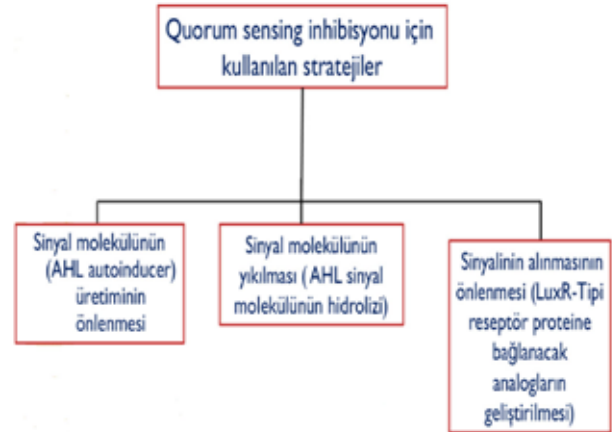 Quorum sensing inhibisyonu için
kullanılan stratejiler
Sinyal molekülünün
(AHL autoinducer)
üretiminin
önlenmesi
Sinyal molekülünün
yıkılması ( AHL sinyal
molekülünün hidrolizi)
Sinyalinin alınmasının
önlenmesi (LuxR-Tipi
reseptör proteine
bağlanacak
analogların
geliştirilmesi)